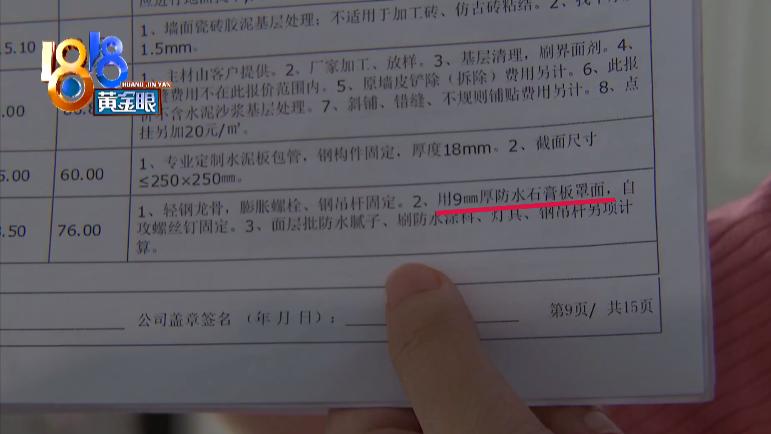 1、墙面瓷砖胶泥基层处理；不适用于加工砖、仿古砖粘结。2、
15.10
1.5mm。
1818
HUANG JIN YAN
黄金眼
1、主材由客户提供。2、厂家加工、放样。3、基层清理，刷界面剂。4、
费用不在此报价范围内。5、原墙皮铲除（拆除）费用另计。6、此报
不含水泥沙浆基层处理。7、斜铺、错缝、不规则铺贴费用另计。8、点
挂另加20元/㎡。
1、专业定制水泥板包管，钢构件固定，厚度18mm。2、截面尺寸
5.00 60.00
≤250×250mm。
1、轻钢龙骨，膨胀螺栓、钢吊杆固定。2、用9mm厚防水石膏板罩面，自
3.50 76.00
攻螺丝钉固定。3、面层批防水腻子、刷防水涂料、灯具、钢吊杆另项计
算。
公司盖章签名（年月日）：
第9页/ 共15页